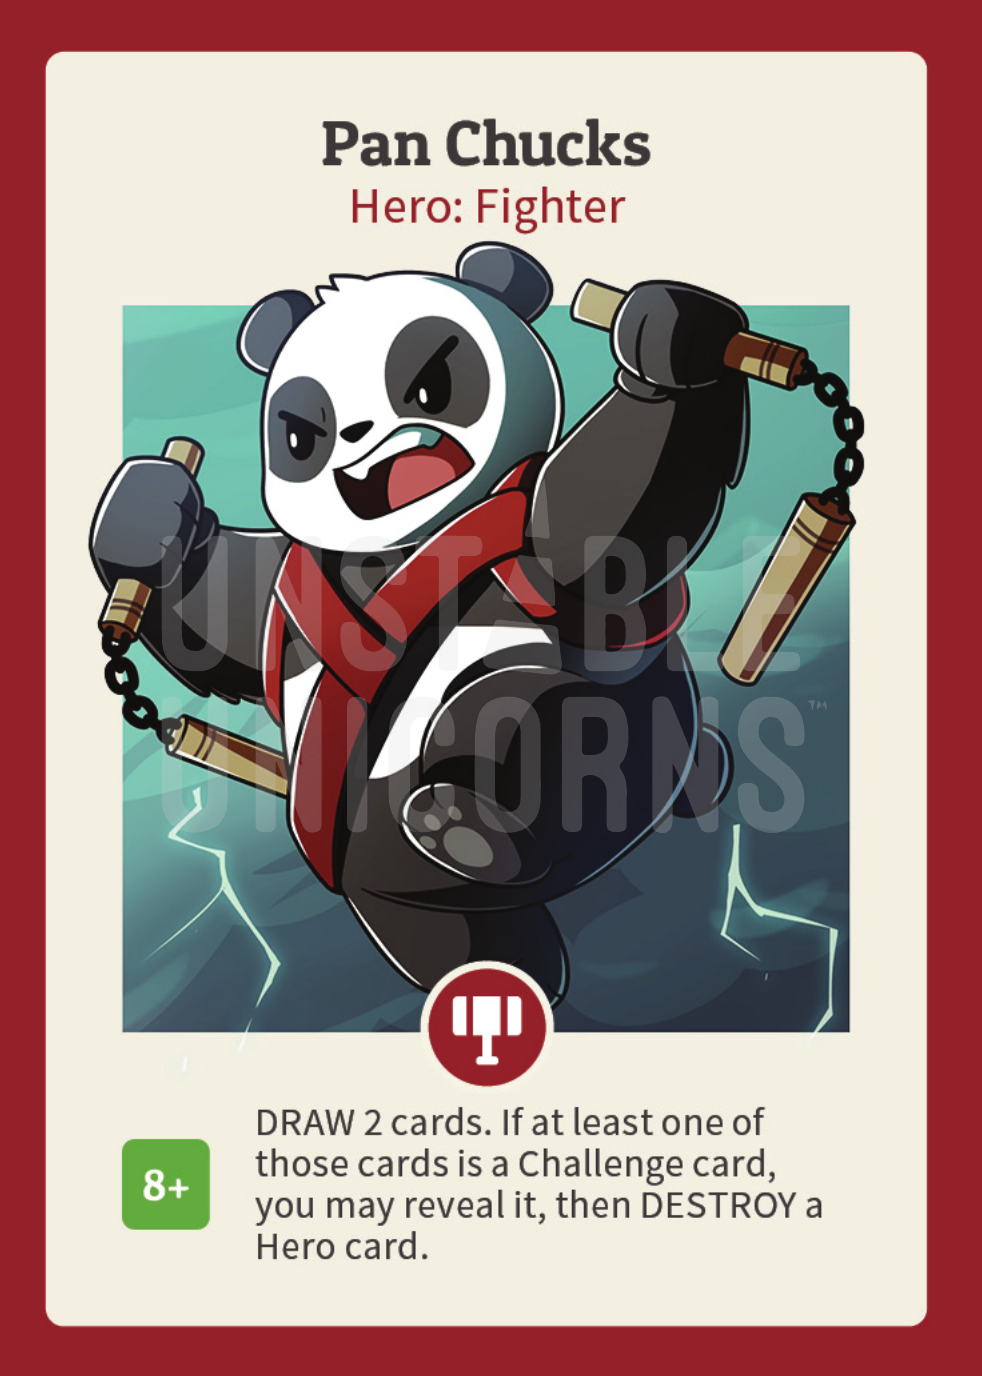 Pan Chucks
Hero: Fighter
UNSTABLE
UNICORNS
TM
8+
DRAW 2 cards. If at least one of
those cards is a Challenge card,
you may reveal it, then DESTROY a
Hero card.